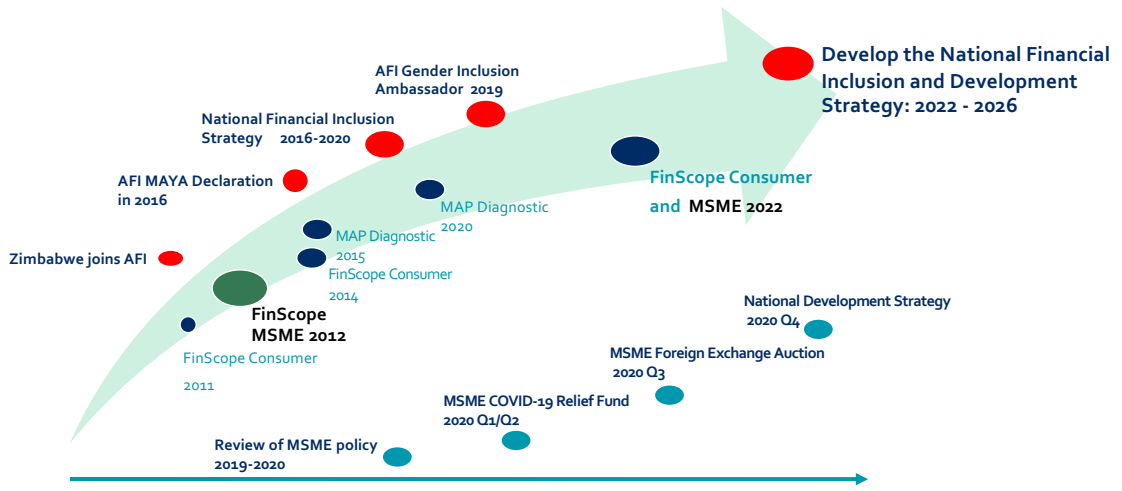 Develop the National Financial
Inclusion and Development
Strategy: 2022 - 2026
AFI Gender Inclusion
Ambassador 2019
National Financial Inclusion
Strategy 2016-2020
AFI MAYA Declaration
in 2016
FinScope Consumer
and MSME 2022
MAP Diagnostic
2020
MAP Diagnostic
2015
Zimbabwe joins AFI
FinScope Consumer
2014
FinScope
MSME 2012
FinScope Consumer
2011
National Development Strategy
2020 Q4
MSME Foreign Exchange Auction
2020 Q3
MSME COVID-19 Relief Fund
2020 Q1/Q2
Review of MSME policy
2019-2020